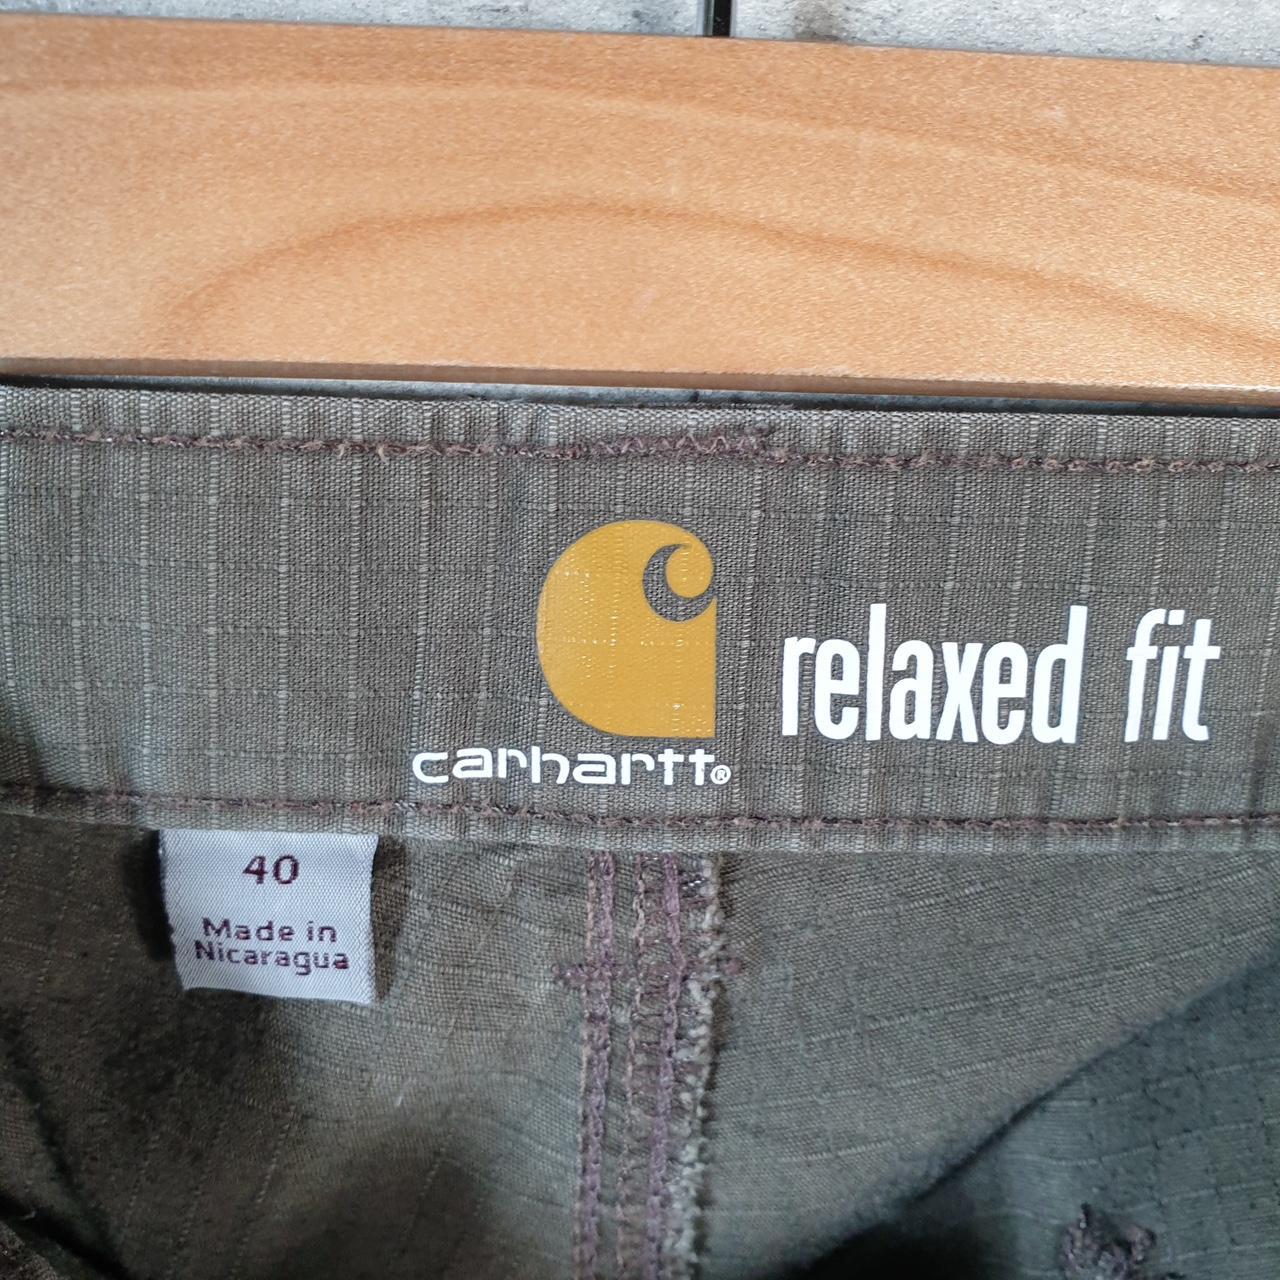 relaxed fit
carhartt®
40
Made in
Nicaragua